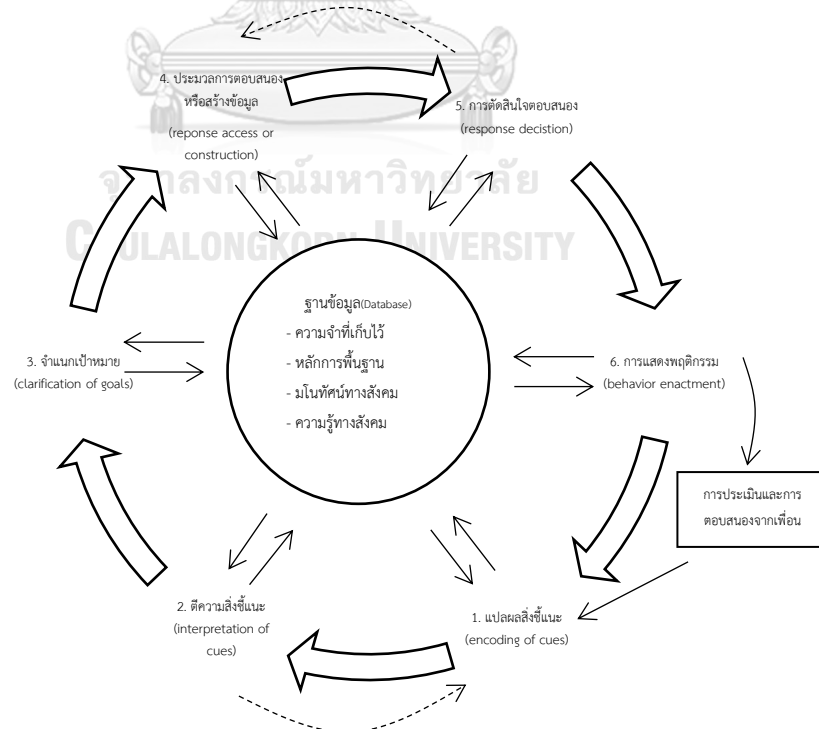 4. ประมวลการตอบสนอง
หรือสร้างข้อมูล
(reponse access or
construction)
5. การตัดสินใจตอบสนอง
(response decistion)
จุฬาลงกรณ์มหาวิทยาลัย
CHULALONGKORN UNIVERSITY
ฐานข้อมูล(Database)
- ความจำที่เก็บไว้
- หลักการพื้นฐาน
- มโนทัศน์ทางสังคม
- ความรู้ทางสังคม
3. จำแนกเป้าหมาย
(clarification of goals)
6. การแสดงพฤติกรรม
(behavior enactment)
การประเมินและการ
ตอบสนองจากเพื่อน
2. ตีความสิ่งชี้แนะ
(interpretation of
cues)
1. แปลผลสิ่งชี้แนะ
(encoding of cues)